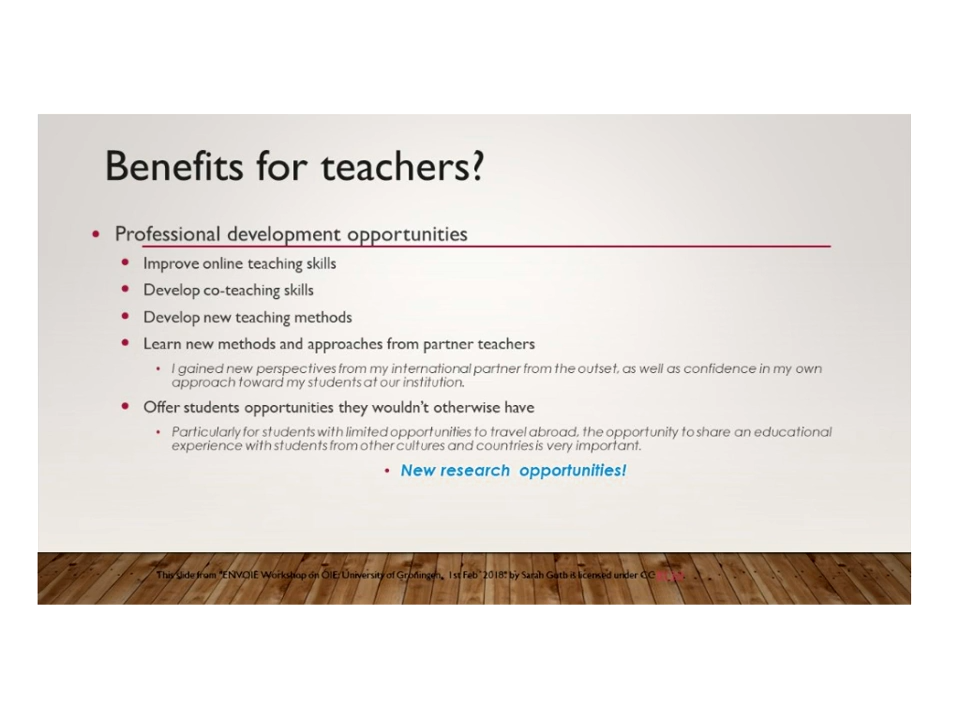 Benefits for teachers?
• Professional development opportunities
• Improve online teaching skills
• Develop co-teaching skills
• Develop new teaching methods
• Learn new methods and approaches from partner teachers
• I gained new perspectives from my international partner from the outset, as well as confidence in my own
approach toward my students at our institution.
• Offer students opportunities they wouldn't otherwise have
• Particularly for students with limited opportunities to travel abroad, the opportunity to share an educational
experience with students from other cultures and countries is very important.
• New research opportunities!
This slide from "ENVOIE Workshop on OIE, University of Groningen, 1st Feb 2018" by Sarah Guth is licensed under CC